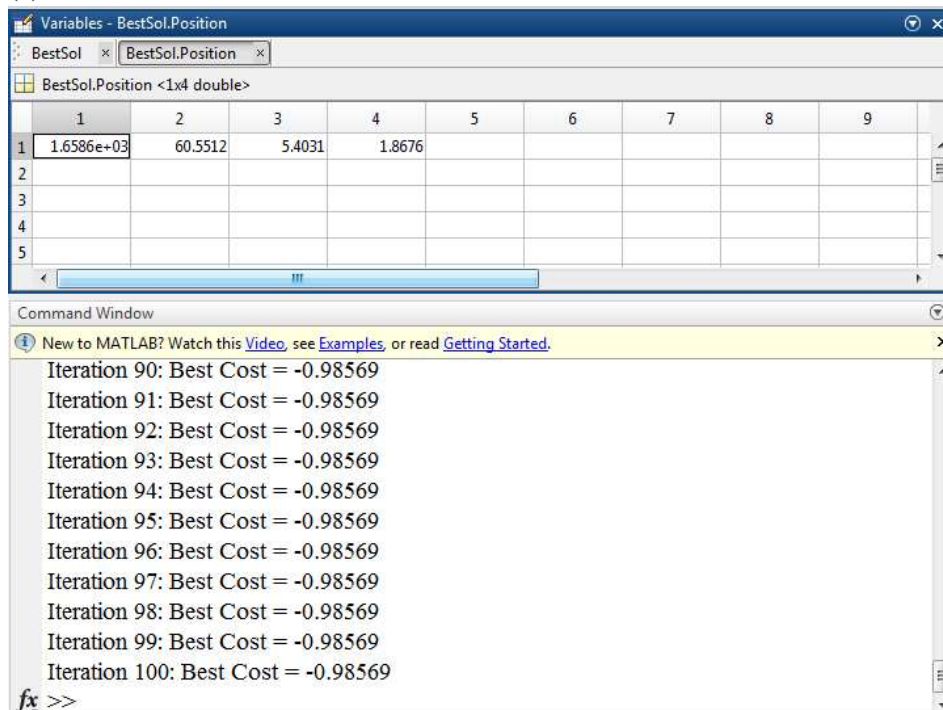 Variables - BestSol.Position
BestSol × BestSol.Position ×
BestSol.Position <1x4 double>
1 2 3 4 5 6 7 8 9
1 1.6586e+03 60.5512 5.4031 1.8676
2
3
4
5
Command Window
New to MATLAB? Watch this Video, see Examples, or read Getting Started.
Iteration 90: Best Cost = -0.98569
Iteration 91: Best Cost = -0.98569
Iteration 92: Best Cost = -0.98569
Iteration 93: Best Cost = -0.98569
Iteration 94: Best Cost = -0.98569
Iteration 95: Best Cost = -0.98569
Iteration 96: Best Cost = -0.98569
Iteration 97: Best Cost = -0.98569
Iteration 98: Best Cost = -0.98569
Iteration 99: Best Cost = -0.98569
Iteration 100: Best Cost = -0.98569
fx >>